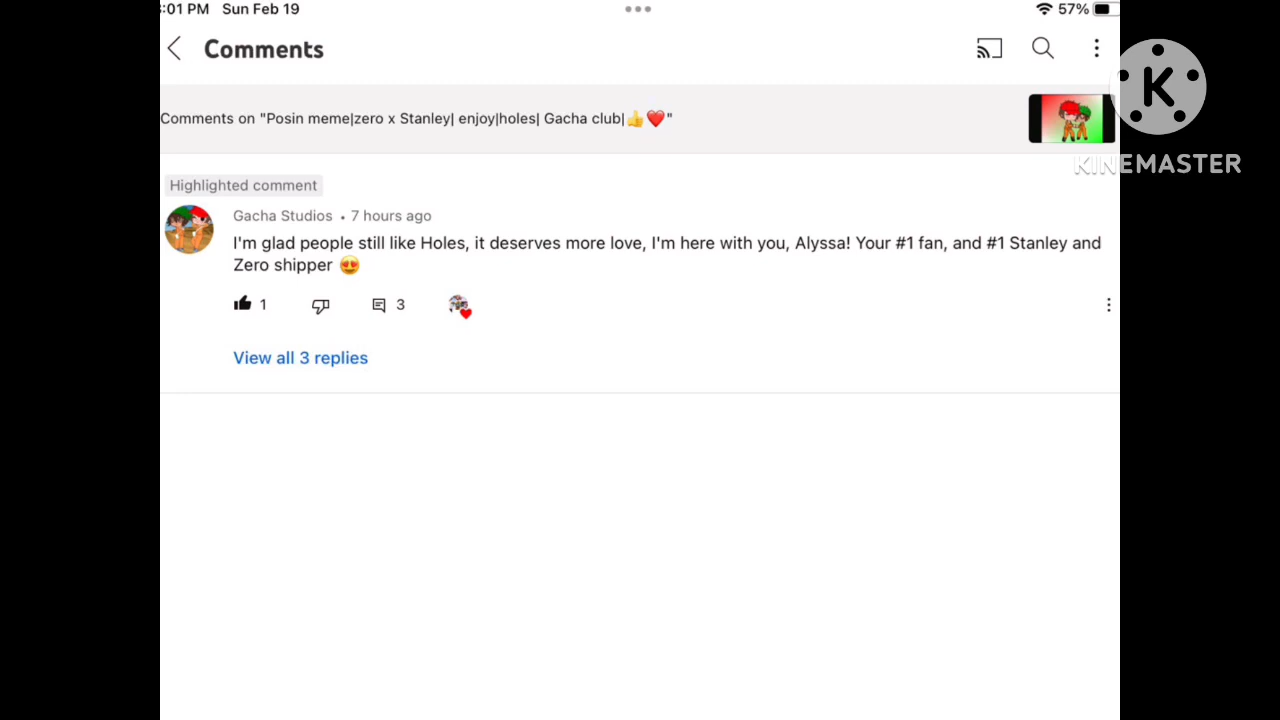 :01 PM Sun Feb 19
57%
Comments
K
KINEMASTER
Comments on "Posin meme|zero x Stanley| enjoy|holes| Gacha club|👍❤️"
Highlighted comment
Gacha Studios • 7 hours ago
I'm glad people still like Holes, it deserves more love, I'm here with you, Alyssa! Your #1 fan, and #1 Stanley and
Zero shipper 😍
1
3
View all 3 replies